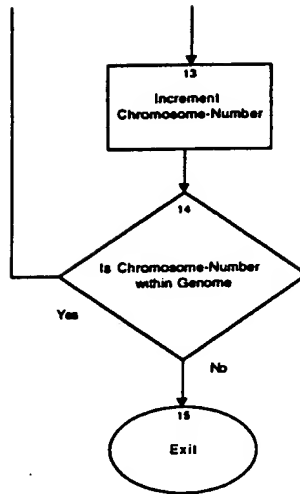 13
Increment
Chromosome-Number
14
Is Chromosome-Number
within Genome
Yes
No
15
Exit